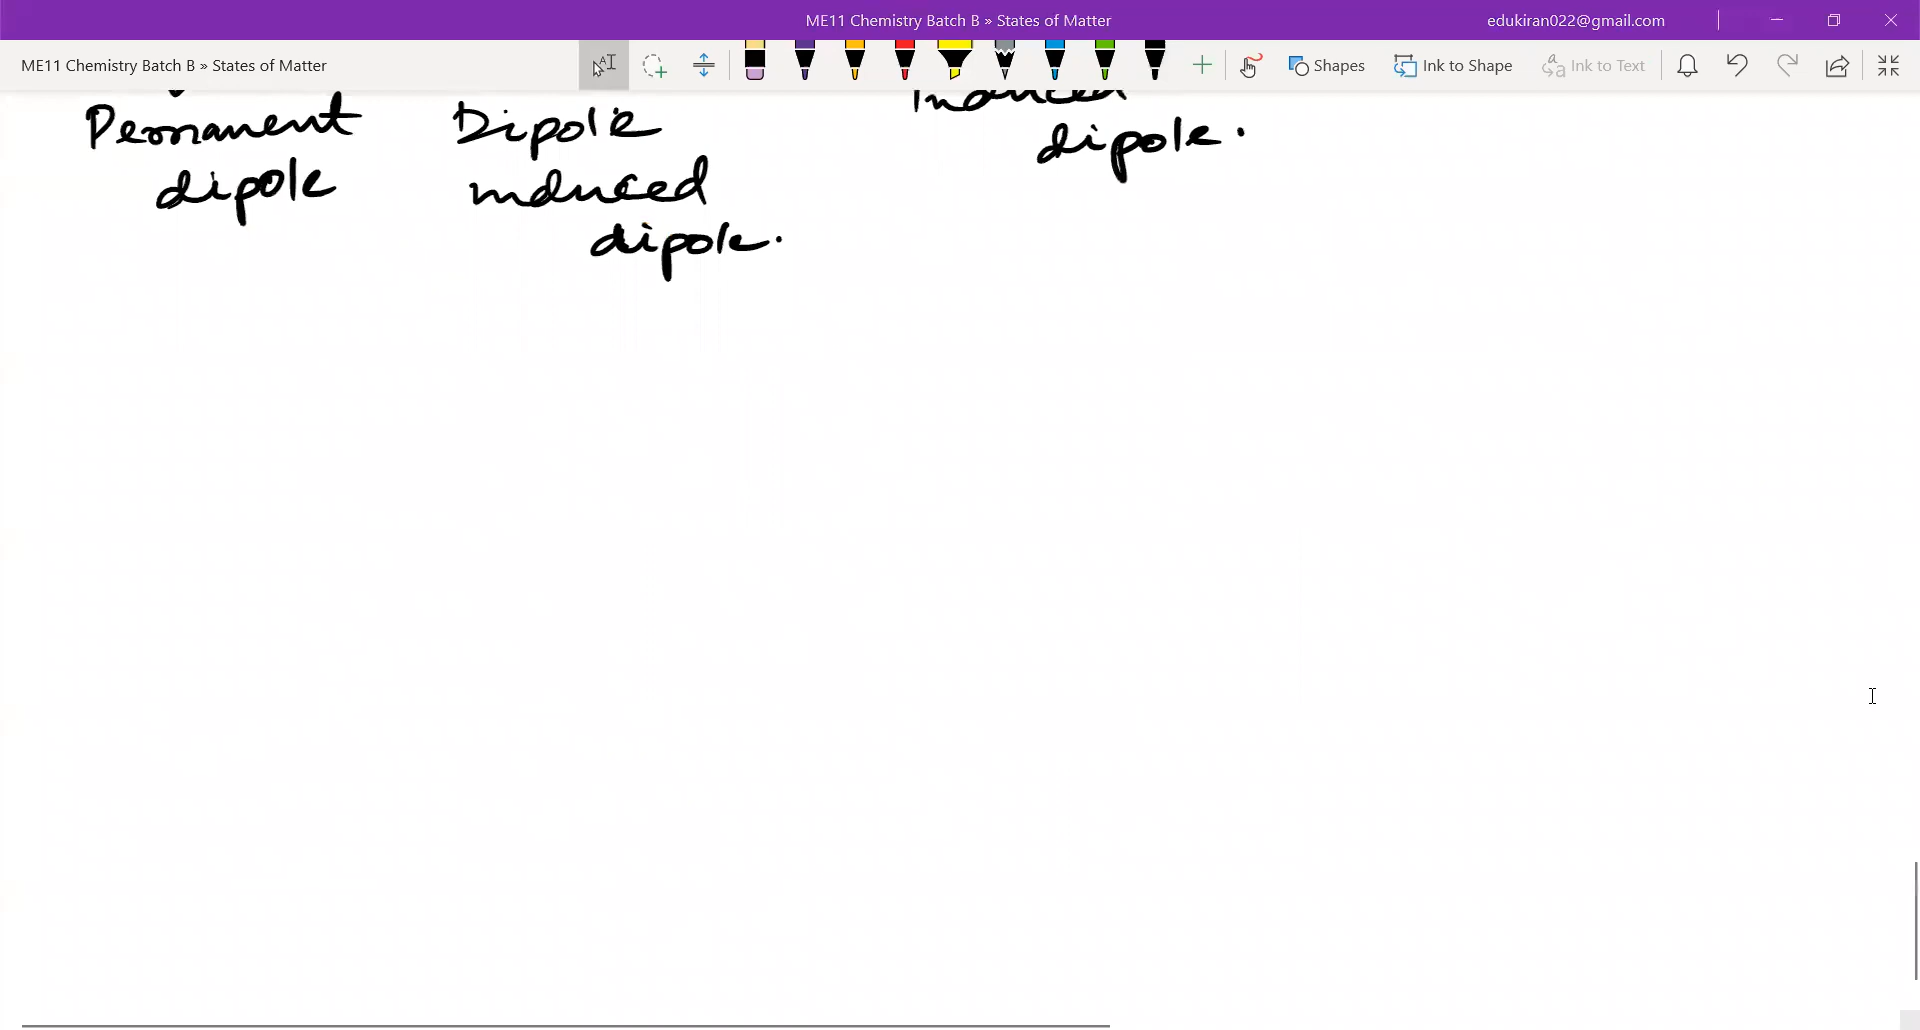 ME11 Chemistry Batch B » States of Matter
edukiran022@gmail.com
ME11 Chemistry Batch B » States of Matter
Shapes
Ink to Shape
Ink to Text
Permanent
dipole
Dipole
induced
dipole.
Induced
dipole.